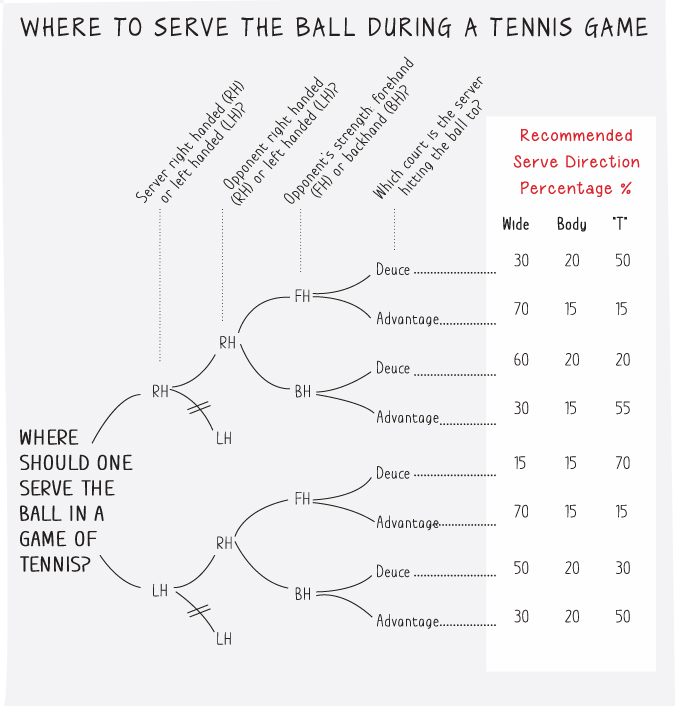 WHERE TO SERVE THE BALL DURING A TENNIS GAME
Server right handed (RH)
or left handed (LH)?
Opponent right handed
(RH) or left handed (LH)?
Opponent's strength: forehand
(FH) or backhand (BH)?
Which court is the server
hitting the ball to?
Recommended
Serve Direction
Percentage %
Wide Body "T"
Deuce 30 20 50
FH
Advantage 70 15 15
RH
Deuce 60 20 20
RH BH
Advantage 30 15 55
LH
WHERE
SHOULD ONE
SERVE THE
BALL IN A
GAME OF
TENNIS?
Deuce 15 15 70
FH
Advantage 70 15 15
RH
Deuce 50 20 30
LH BH
Advantage 30 20 50
LH